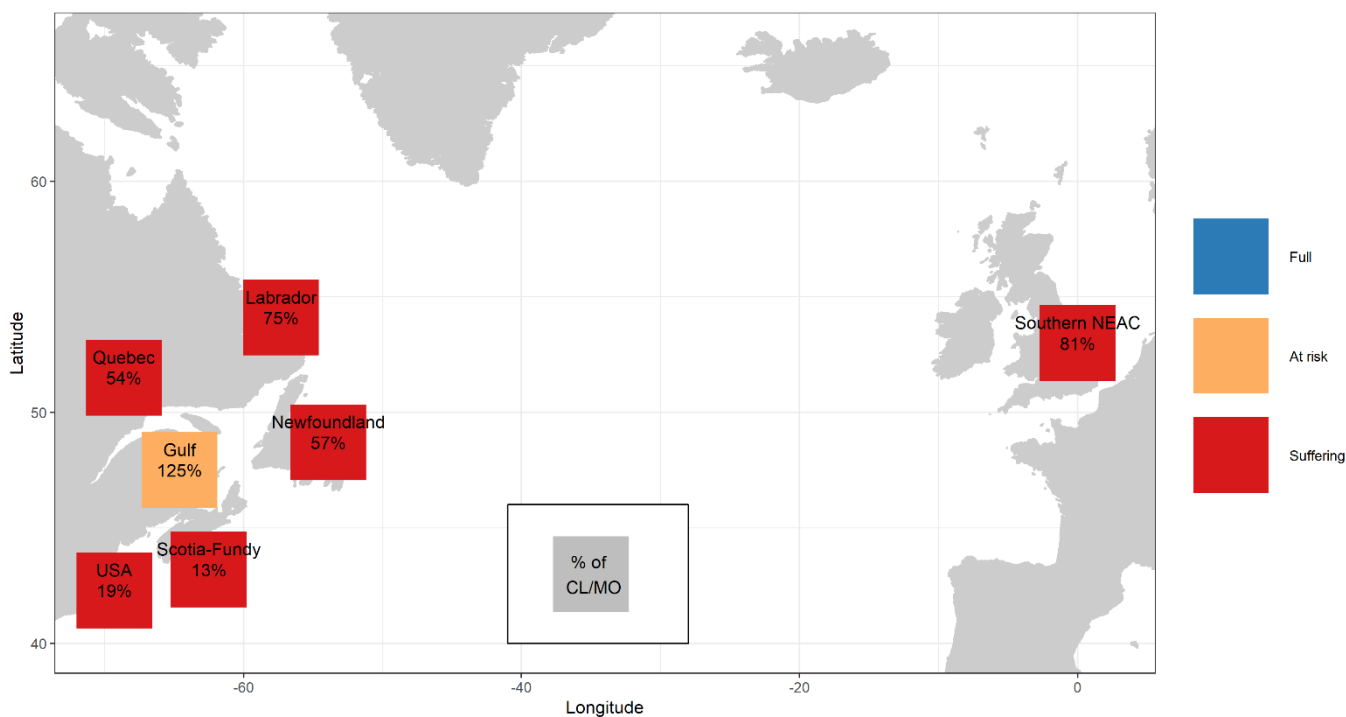 60
50
40
Latitude
-60
-40
-20
0
Longitude
Labrador
75%
Quebec
54%
Newfoundland
57%
Gulf
125%
Scotia-Fundy
13%
USA
19%
Southern NEAC
81%
% of
CL/MO
Full
At risk
Suffering